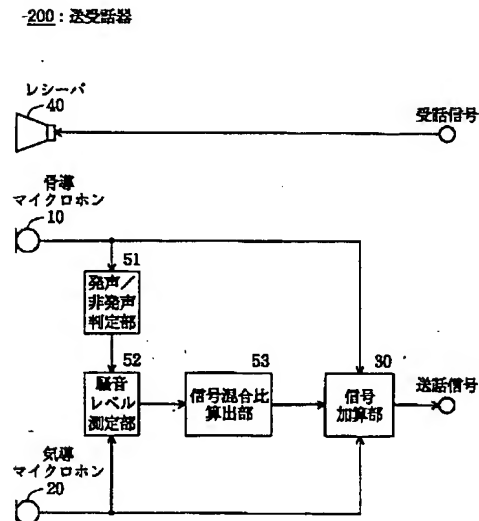 200：送受話器
レシーバ
40
受話信号
骨導
マイクロホン
10
51
発声／
非発声
判定部
52
騒音
レベル
測定部
53
信号混合比
算出部
30
信号
加算部
送話信号
気導
マイクロホン
20